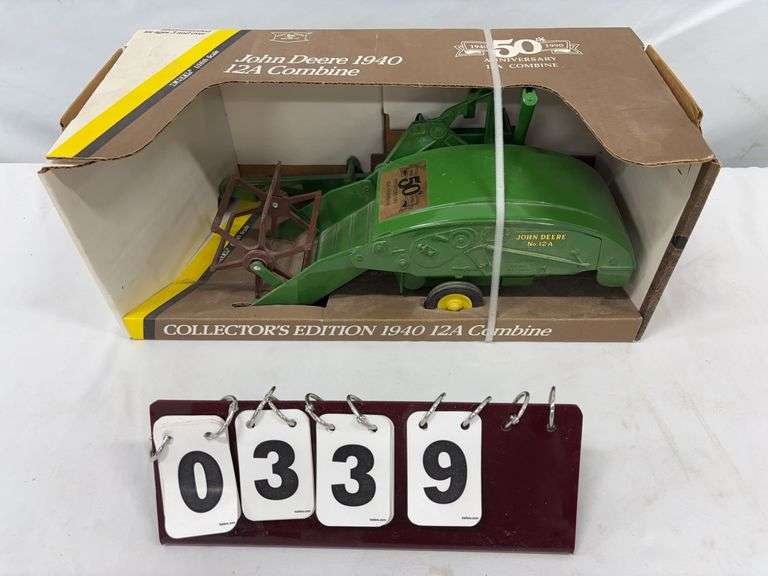 John Deere 1940
12A Combine
1940 50th 1990
ANNIVERSARY
12A COMBINE
50
JOHN DEERE
No. 12-A
COLLECTOR'S EDITION 1940 12A Combine
0 3 3 9